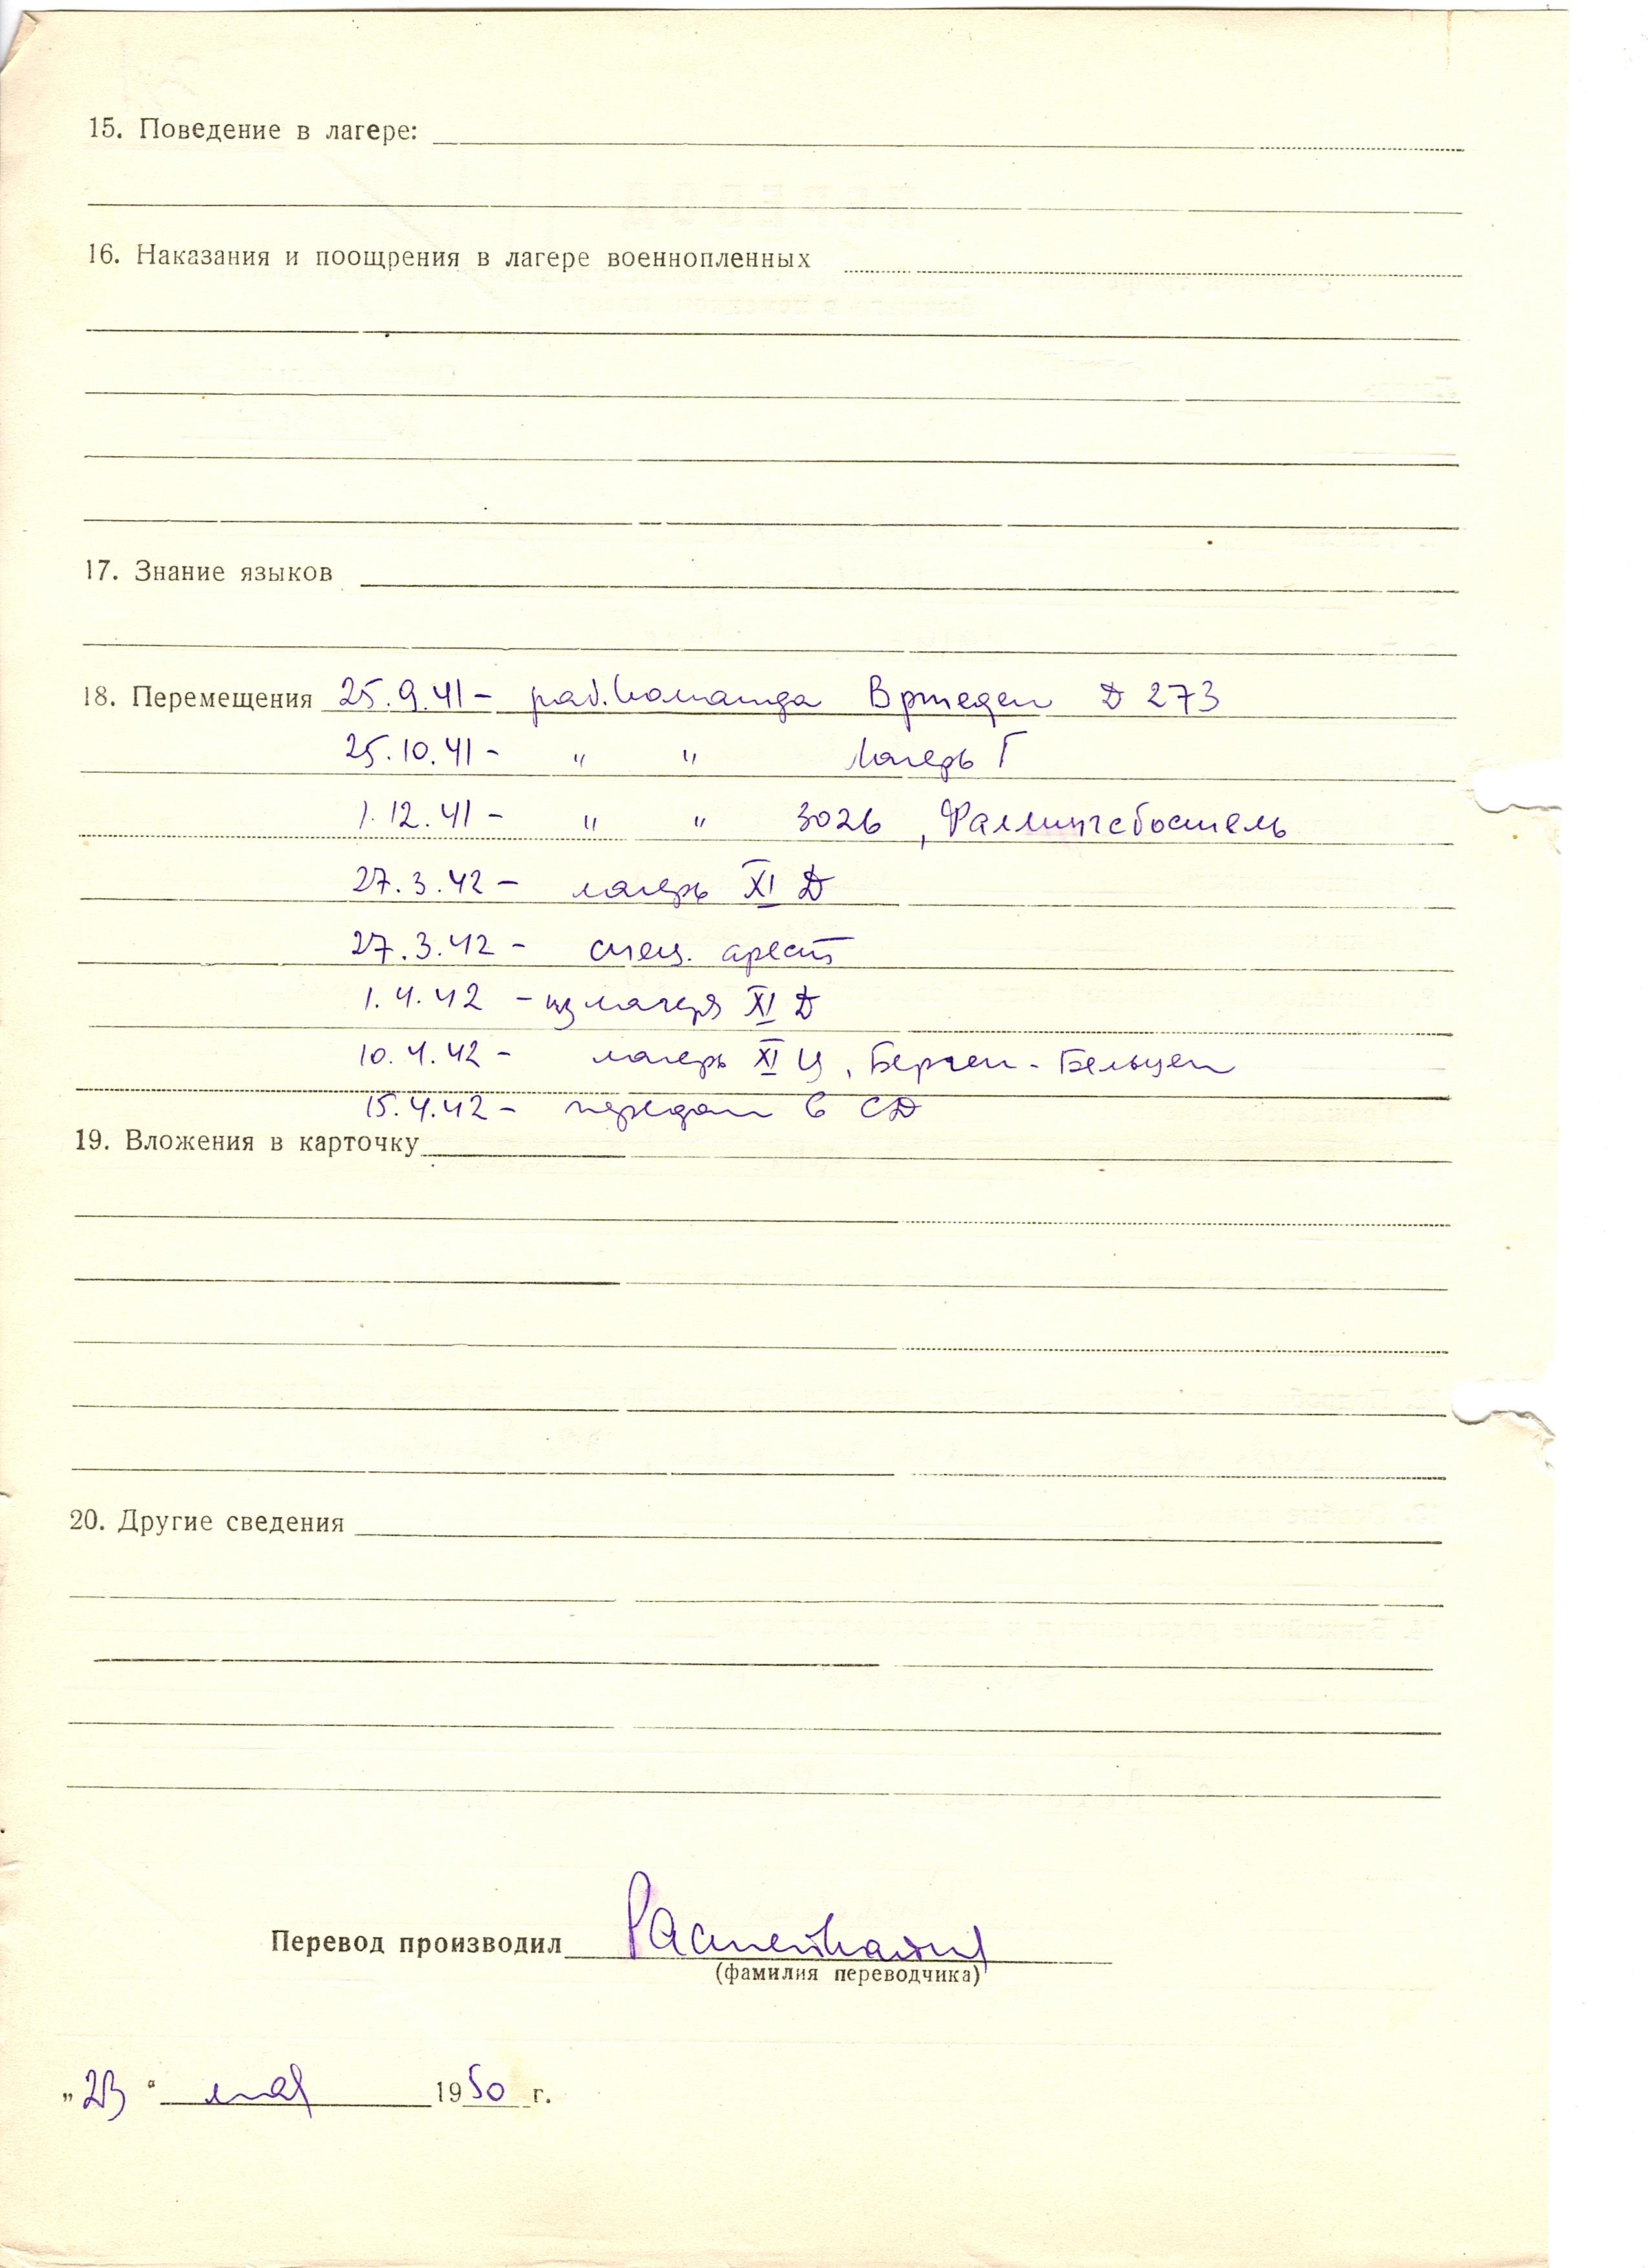 15. Поведение в лагере:
16. Наказания и поощрения в лагере военнопленных
17. Знание языков
18. Перемещения 25.9.41 - раб. команда Вртеден Д 273
25.10.41 - " " лагерь Г
1.12.41 - " " 3026, Фаллингсбостель
27.3.42 - лагерь XI Д
27.3.42 - спец. арест
1.4.42 - из лагеря XI Д
10.4.42 - лагерь XI Ц, Берген-Бельцен
15.4.42 - передан в СД
19. Вложения в карточку
20. Другие сведения
Перевод производил
(фамилия переводчика)
„23“ мая 1950 г.